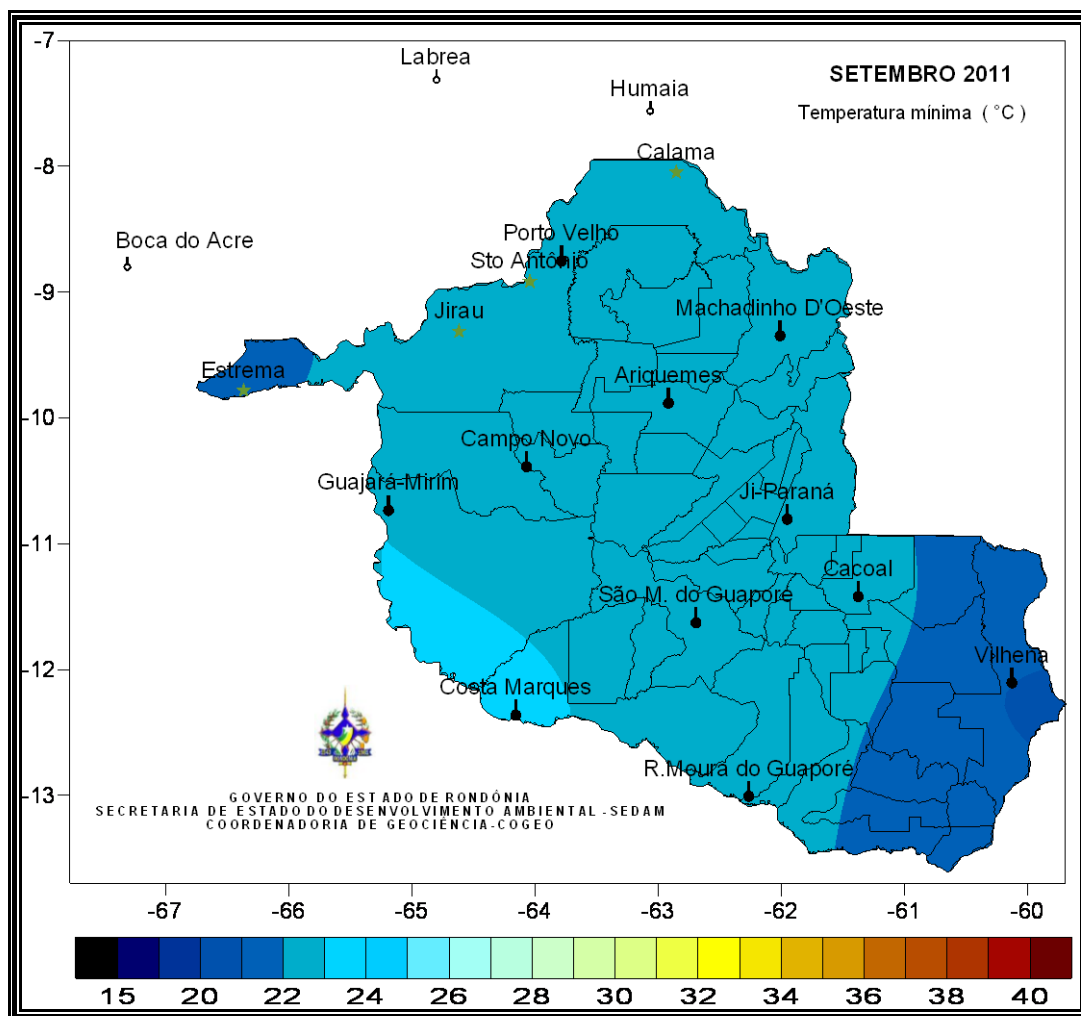 -7
Labrea
SETEMBRO 2011
Humaia
Temperatura mínima ( °C )
Calama
-8
Boca do Acre
Porto Velho
Sto Antônio
-9
Machadinho D'Oeste
Jirau
Estrema
Ariquemes
-10
Campo Novo
Guajará-Mirim
Ji-Paraná
-11
Cacoal
São M. do Guaporé
-12
Vilhena
Costa Marques
R.Moura do Guaporé
-13
GOVERNO DO ESTADO DE RONDÔNIA
SECRETARIA DE ESTADO DO DESENVOLVIMENTO AMBIENTAL -SEDAM
COORDENADORIA DE GEOCIÊNCIA-COGEO
-67 -66 -65 -64 -63 -62 -61 -60
15 20 22 24 26 28 30 32 34 36 38 40